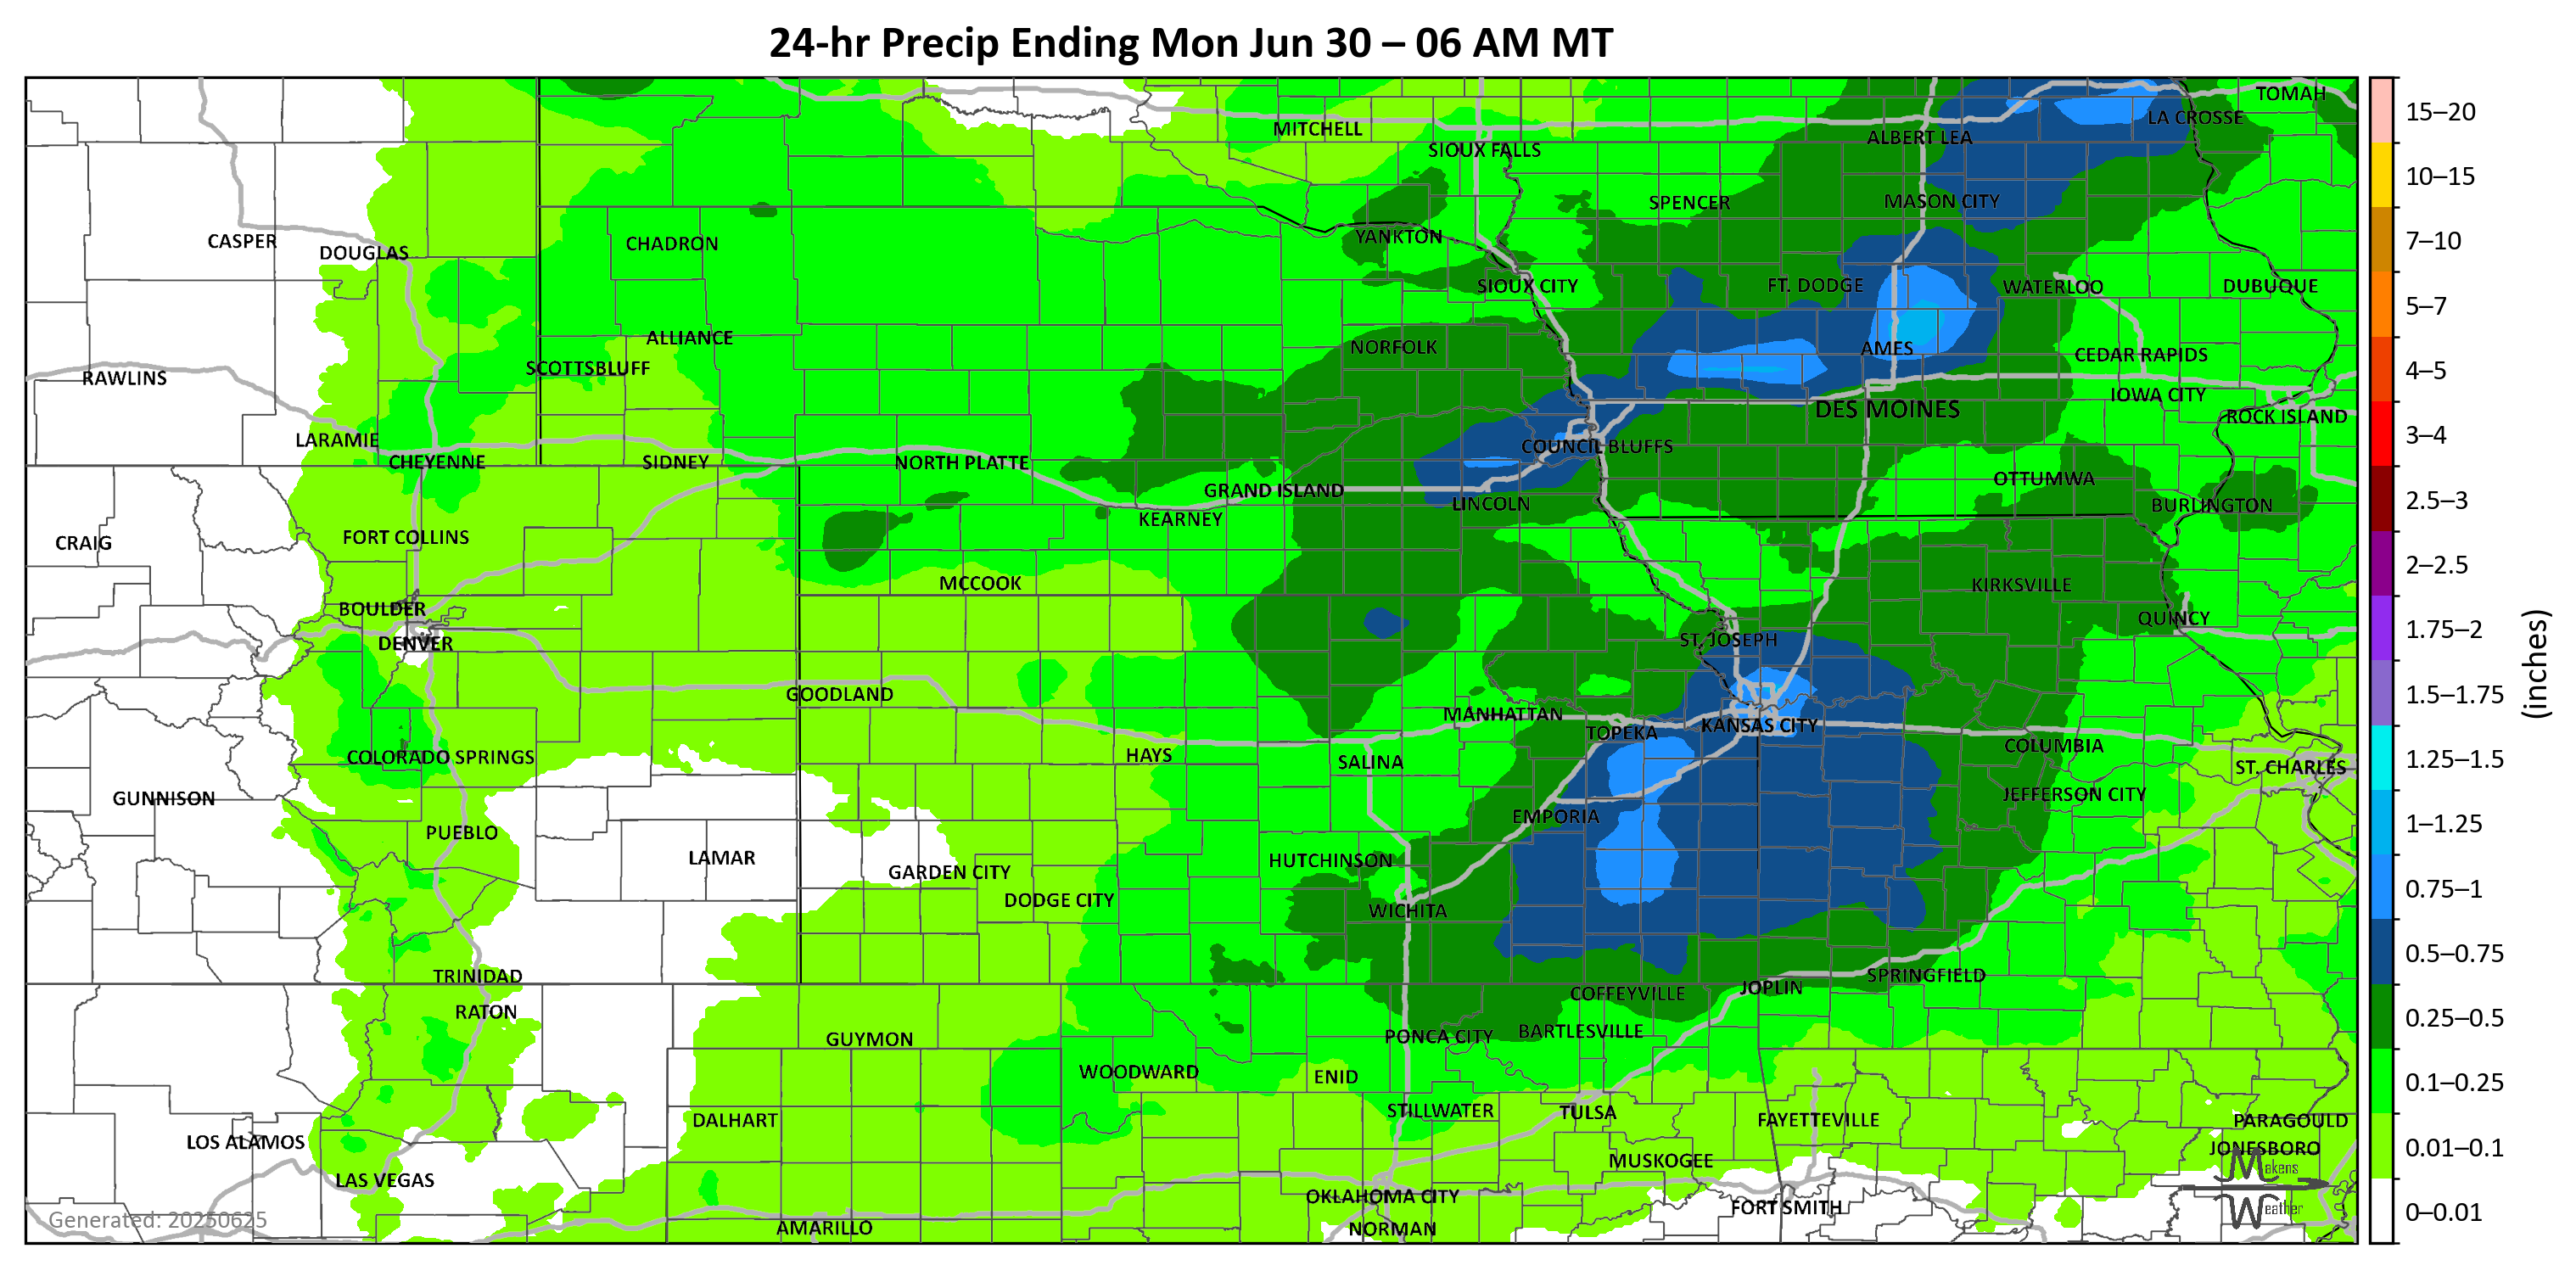 24-hr Precip Ending Mon Jun 30 – 06 AM MT
TOMAH
LA CROSSE
MITCHELL
ALBERT LEA
SIOUX FALLS
SPENCER
MASON CITY
YANKTON
CASPER
DOUGLAS
CHADRON
SIOUX CITY
FT. DODGE
WATERLOO
DUBUQUE
ALLIANCE
NORFOLK
AMES
CEDAR RAPIDS
SCOTTSBLUFF
RAWLINS
IOWA CITY
DES MOINES
ROCK ISLAND
LARAMIE
COUNCIL BLUFFS
CHEYENNE
SIDNEY
NORTH PLATTE
OTTUMWA
GRAND ISLAND
LINCOLN
BURLINGTON
KEARNEY
FORT COLLINS
CRAIG
MCCOOK
KIRKSVILLE
BOULDER
QUINCY
DENVER
ST. JOSEPH
GOODLAND
MANHATTAN
KANSAS CITY
TOPEKA
COLUMBIA
COLORADO SPRINGS
HAYS
SALINA
ST. CHARLES
GUNNISON
JEFFERSON CITY
EMPORIA
PUEBLO
LAMAR
HUTCHINSON
GARDEN CITY
DODGE CITY
WICHITA
TRINIDAD
SPRINGFIELD
JOPLIN
COFFEYVILLE
RATON
BARTLESVILLE
PONCA CITY
GUYMON
WOODWARD
ENID
STILLWATER
TULSA
DALHART
FAYETTEVILLE
PARAGOULD
LOS ALAMOS
JONESBORO
MUSKOGEE
LAS VEGAS
OKLAHOMA CITY
FORT SMITH
AMARILLO
NORMAN
Generated: 20250625
Makens
Weather
15–20
10–15
7–10
5–7
4–5
3–4
2.5–3
2–2.5
1.75–2
1.5–1.75
1.25–1.5
1–1.25
0.75–1
0.5–0.75
0.25–0.5
0.1–0.25
0.01–0.1
0–0.01
(inches)